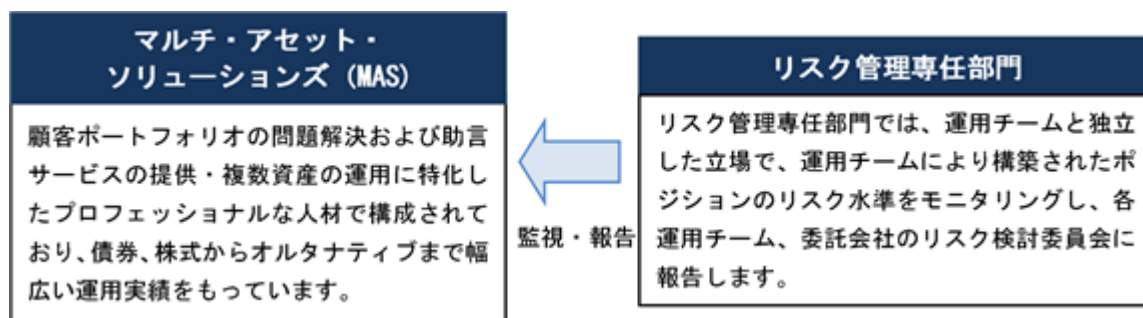 マルチ・アセット・
ソリューションズ (MAS)
顧客ポートフォリオの問題解決および助言
サービスの提供・複数資産の運用に特化し
たプロフェッショナルな人材で構成されて
おり、債券、株式からオルタナティブまで幅
広い運用実績をもっています。
監視・報告
リスク管理専任部門
リスク管理専任部門では、運用チームと独立
した立場で、運用チームにより構築されたポ
ジションのリスク水準をモニタリングし、各
運用チーム、委託会社のリスク検討委員会に
報告します。